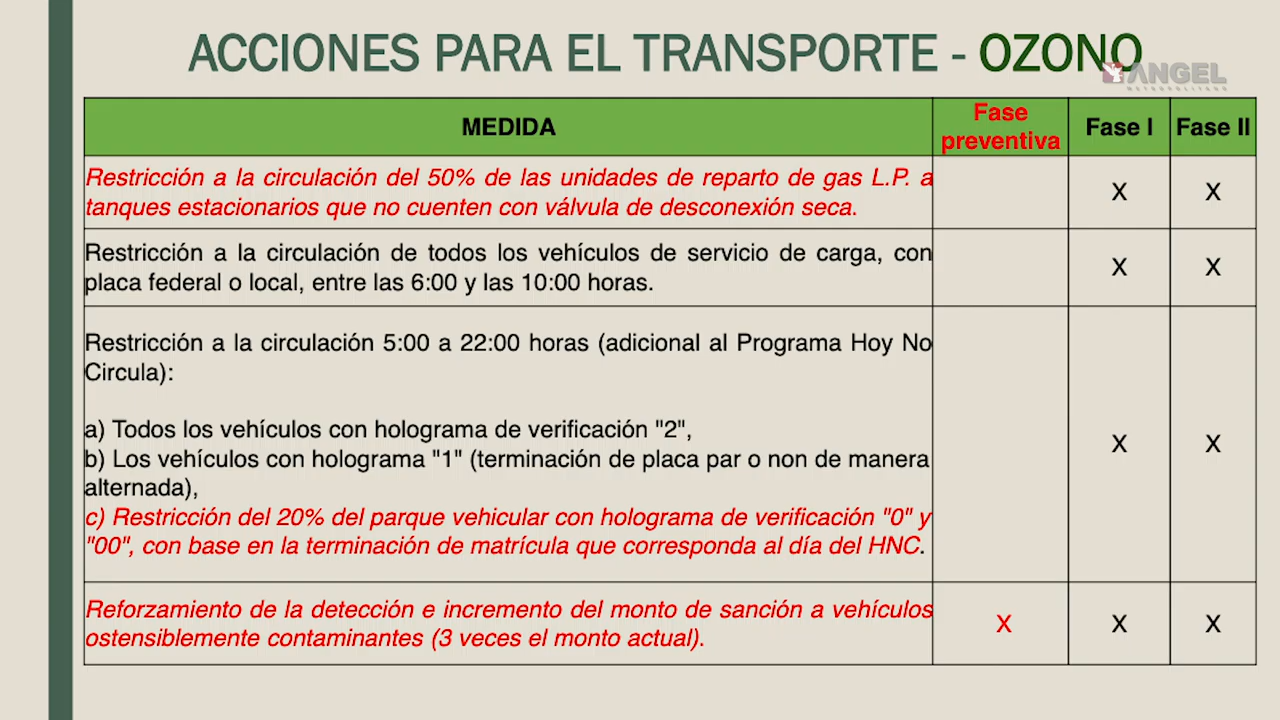 ACCIONES PARA EL TRANSPORTE - OZONO
ANGEL
METROPOLITANO
MEDIDA
Fase preventiva
Fase I
Fase II
Restricción a la circulación del 50% de las unidades de reparto de gas L.P. a
tanques estacionarios que no cuenten con válvula de desconexión seca.
X
X
Restricción a la circulación de todos los vehículos de servicio de carga, con
placa federal o local, entre las 6:00 y las 10:00 horas.
X
X
Restricción a la circulación 5:00 a 22:00 horas (adicional al Programa Hoy No
Circula):
a) Todos los vehículos con holograma de verificación "2",
b) Los vehículos con holograma "1" (terminación de placa par o non de manera
alternada),
c) Restricción del 20% del parque vehicular con holograma de verificación "0" y
"00", con base en la terminación de matrícula que corresponda al día del HNC.
X
X
Reforzamiento de la detección e incremento del monto de sanción a vehículos
ostensiblemente contaminantes (3 veces el monto actual).
X
X
X